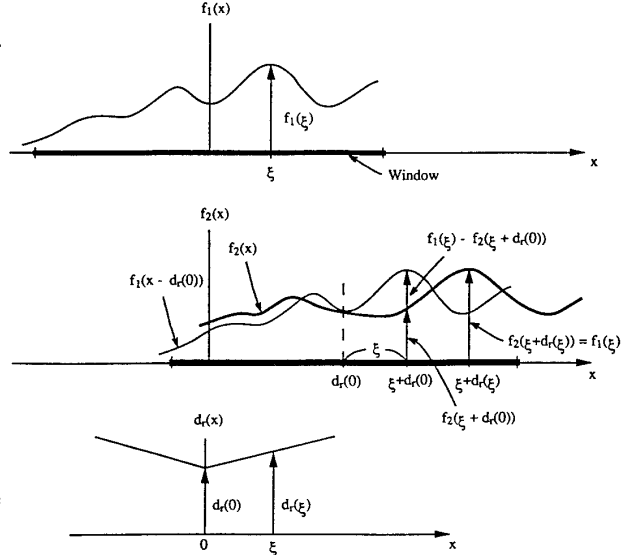 f₁(x)
f₁(ξ)
x
ξ
Window
f₂(x)
f₁(ξ) - f₂(ξ + dᵣ(0))
f₂(x)
f₁(x - dᵣ(0))
ξ
f₂(ξ+dᵣ(ξ)) = f₁(ξ)
dᵣ(0)
ξ+dᵣ(0)
ξ+dᵣ(ξ)
x
f₂(ξ + dᵣ(0))
dᵣ(x)
dᵣ(0)
dᵣ(ξ)
0
ξ
x